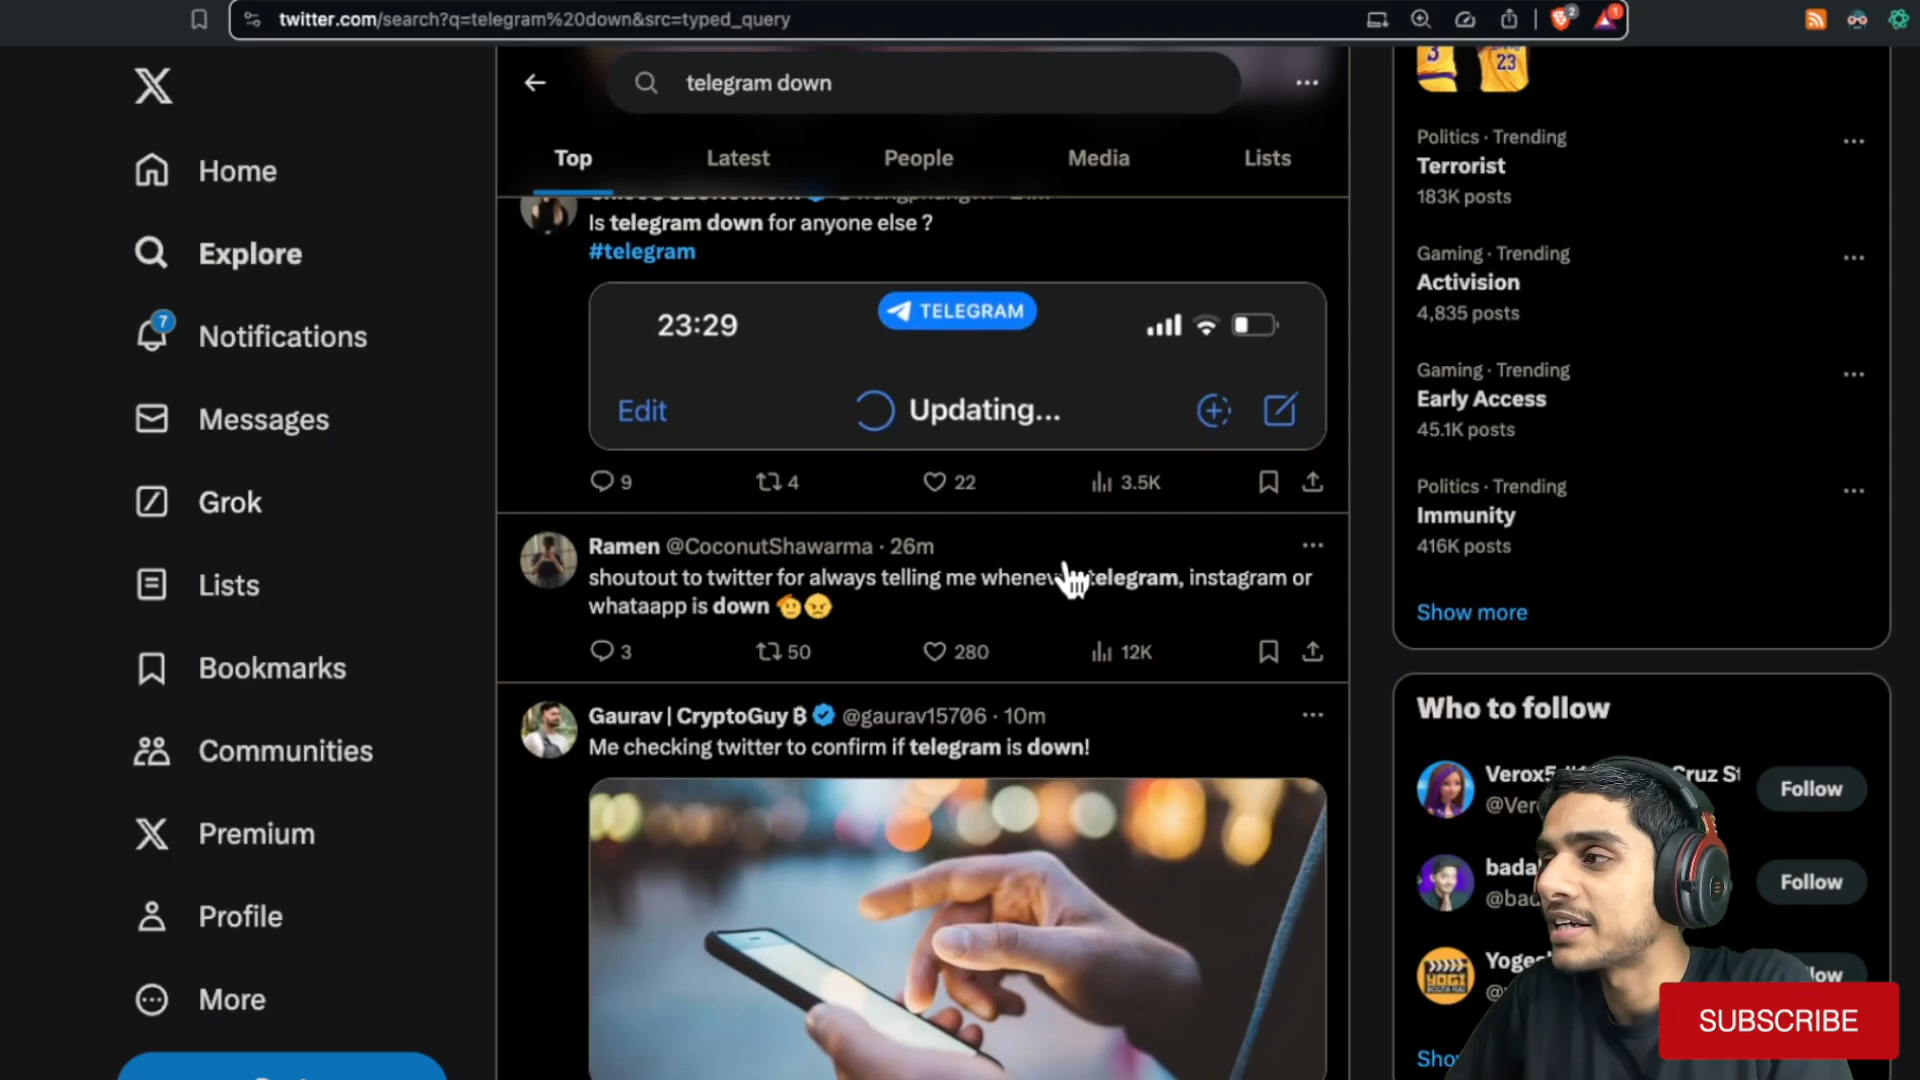 twitter.com/search?q=telegram%20down&src=typed_query
2
1
Home
Explore
7
Notifications
Messages
Grok
Lists
Bookmarks
Communities
Premium
Profile
More
telegram down
Top
Latest
People
Media
Lists
Is telegram down for anyone else ?
#telegram
23:29
TELEGRAM
Edit
Updating...
9
4
22
3.5K
Ramen @CoconutShawarma · 26m
shoutout to twitter for always telling me telegram, instagram or
whataapp is down 🤕😠
3
50
280
12K
Gaurav | CryptoGuy ₿ @gaurav15706 · 10m
Me checking twitter to confirm if telegram is down!
3
23
Politics · Trending
Terrorist
183K posts
Gaming · Trending
Activision
4,835 posts
Gaming · Trending
Early Access
45.1K posts
Politics · Trending
Immunity
416K posts
Show more
Who to follow
Follow
Follow
SUBSCRIBE